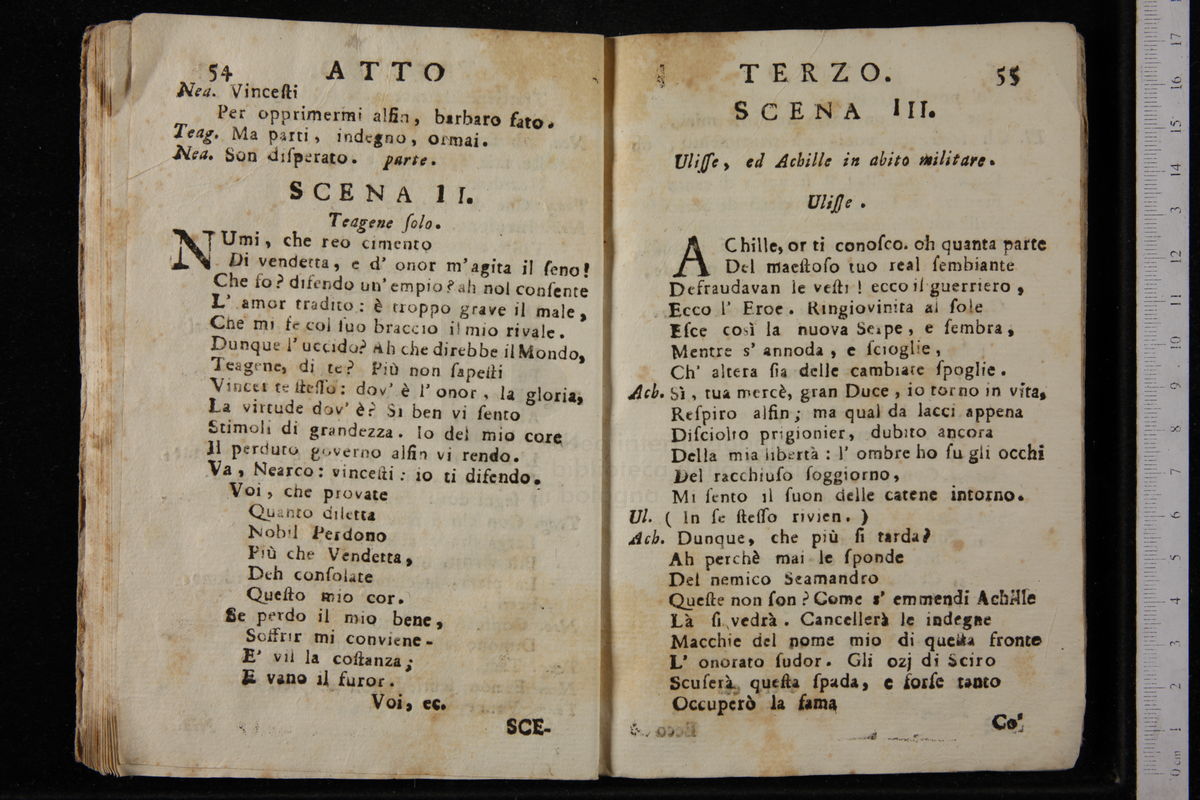 54 ATTO
Nea. Vincesti
Per opprimermi alfin, barbaro fato.
Teag. Ma parti, indegno, ormai.
Nea. Son disperato. parte.
SCENA II.
Teagene solo.
NUmi, che reo cimento
Di vendetta, e d' onor m'agita il seno!
Che fo? difendo un' empio? ah nol consente
L' amor tradito: è troppo grave il male,
Che mi fe col suo braccio il mio rivale.
Dunque l' uccido? Ah che direbbe il Mondo,
Teagene, di te? Più non sapesti
Vincer te stesso: dov' è l' onor, la gloria,
La virtude dov' è? Si ben vi sento
Stimoli di grandezza. Io del mio core
Il perduto governo alfin vi rendo.
Va, Nearco: vincesti: io ti difendo.
Voi, che provate
Quanto diletta
Nobil Perdono
Più che Vendetta,
Deh consolate
Questo mio cor.
Se perdo il mio bene,
Soffrir mi conviene-
E' vil la costanza;
E vano il furor.
Voi, ec.
SCE-
TERZO. 55
SCENA III.
Ulisse, ed Achille in abito militare.
Ulisse.
AChille, or ti conosco. oh quanta parte
Del maestoso tuo real sembiante
Defraudavan le vesti! ecco il guerriero,
Ecco l' Eroe. Ringiovinita al sole
Esce così la nuova Serpe, e sembra,
Mentre s' annoda, e scioglie,
Ch' altera sia delle cambiate spoglie.
Ach. Sì, tua mercè, gran Duce, io torno in vita,
Respiro alfin; ma qual da lacci appena
Disciolto prigionier, dubito ancora
Della mia libertà: l' ombre ho su gli occhi
Del racchiuso soggiorno,
Mi sento il suon delle catene intorno.
Ul. ( In se stesso rivien. )
Ach. Dunque, che più si tarda?
Ah perchè mai le sponde
Del nemico Scamandro
Queste non son? Come s' emmendi Achille
Là si vedrà. Cancellerà le indegne
Macchie del nome mio di questa fronte
L' onorato sudor. Gli ozj di Sciro
Scuserà questa spada, e forse tanto
Occuperò la fama
Co'